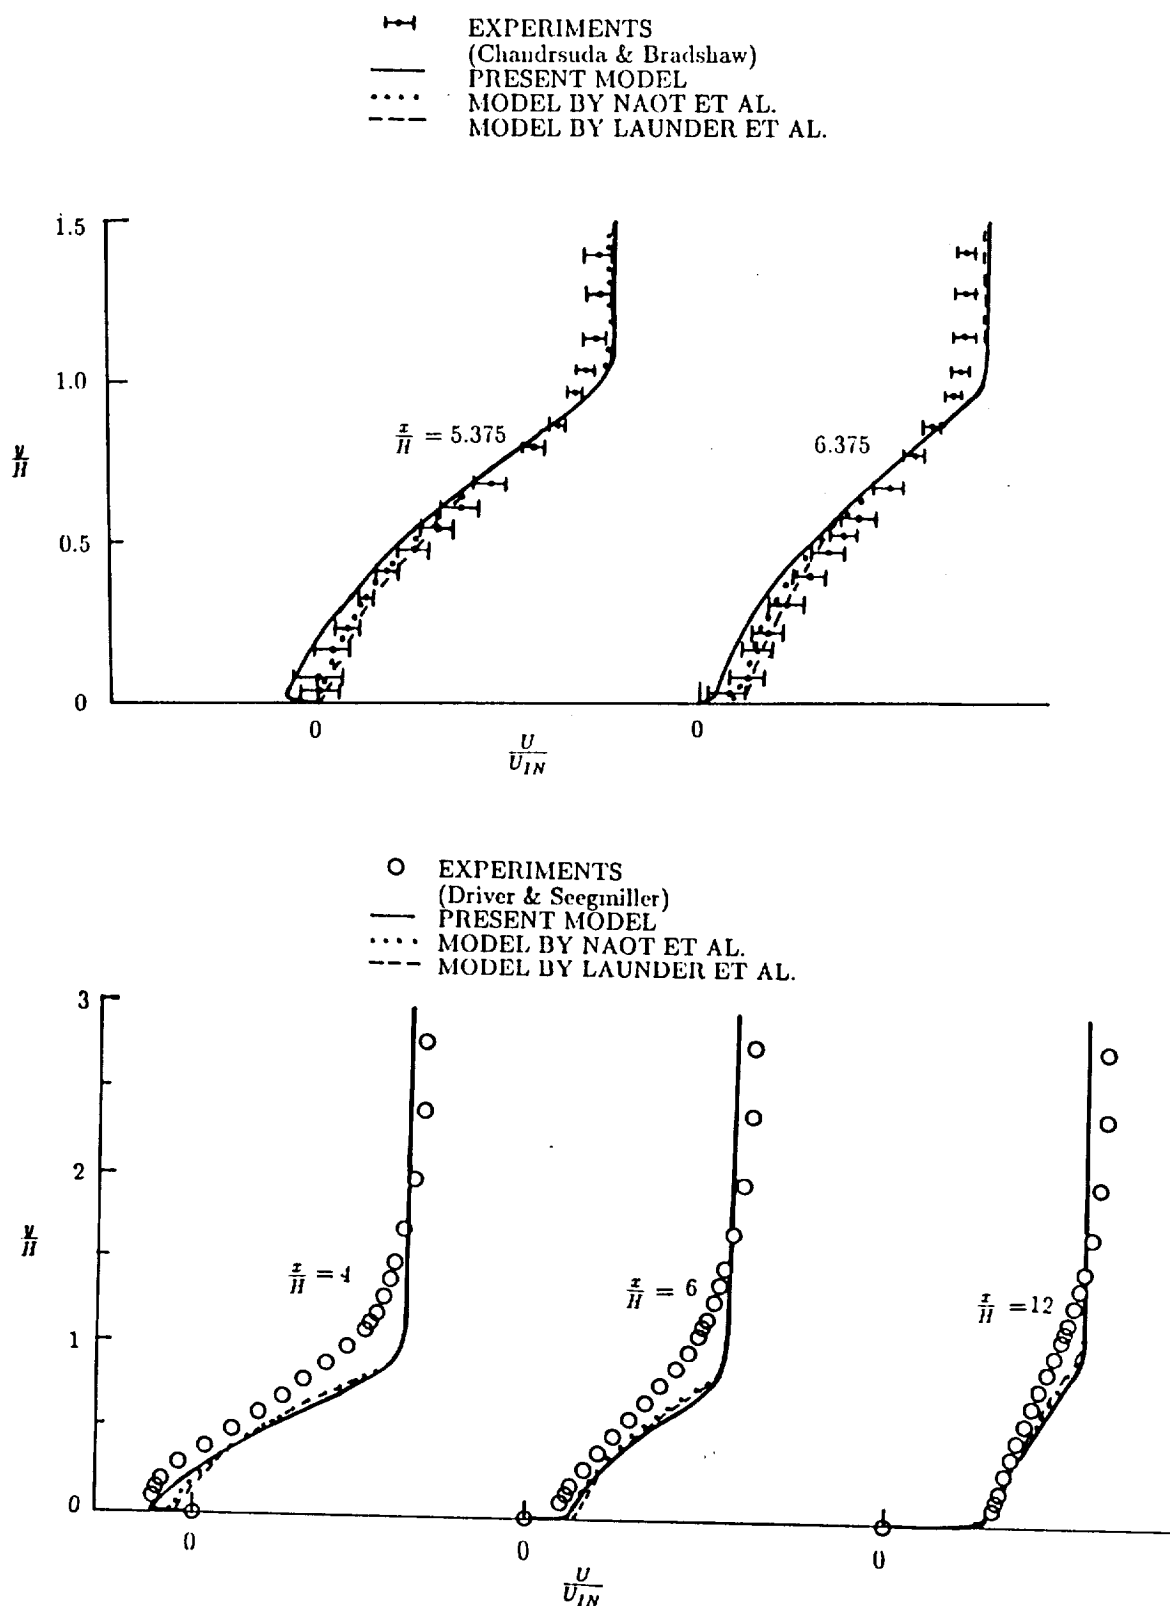 EXPERIMENTS
(Chandrsuda & Bradshaw)
PRESENT MODEL
MODEL BY NAOT ET AL.
MODEL BY LAUNDER ET AL.
1.5
1.0
x/H = 5.375
6.375
y/H
0.5
0
0
0
U/U_IN
EXPERIMENTS
(Driver & Seegmiller)
PRESENT MODEL
MODEL BY NAOT ET AL.
MODEL BY LAUNDER ET AL.
3
2
y/H
x/H = 4
x/H = 6
x/H = 12
1
0
0
0
0
U/U_IN